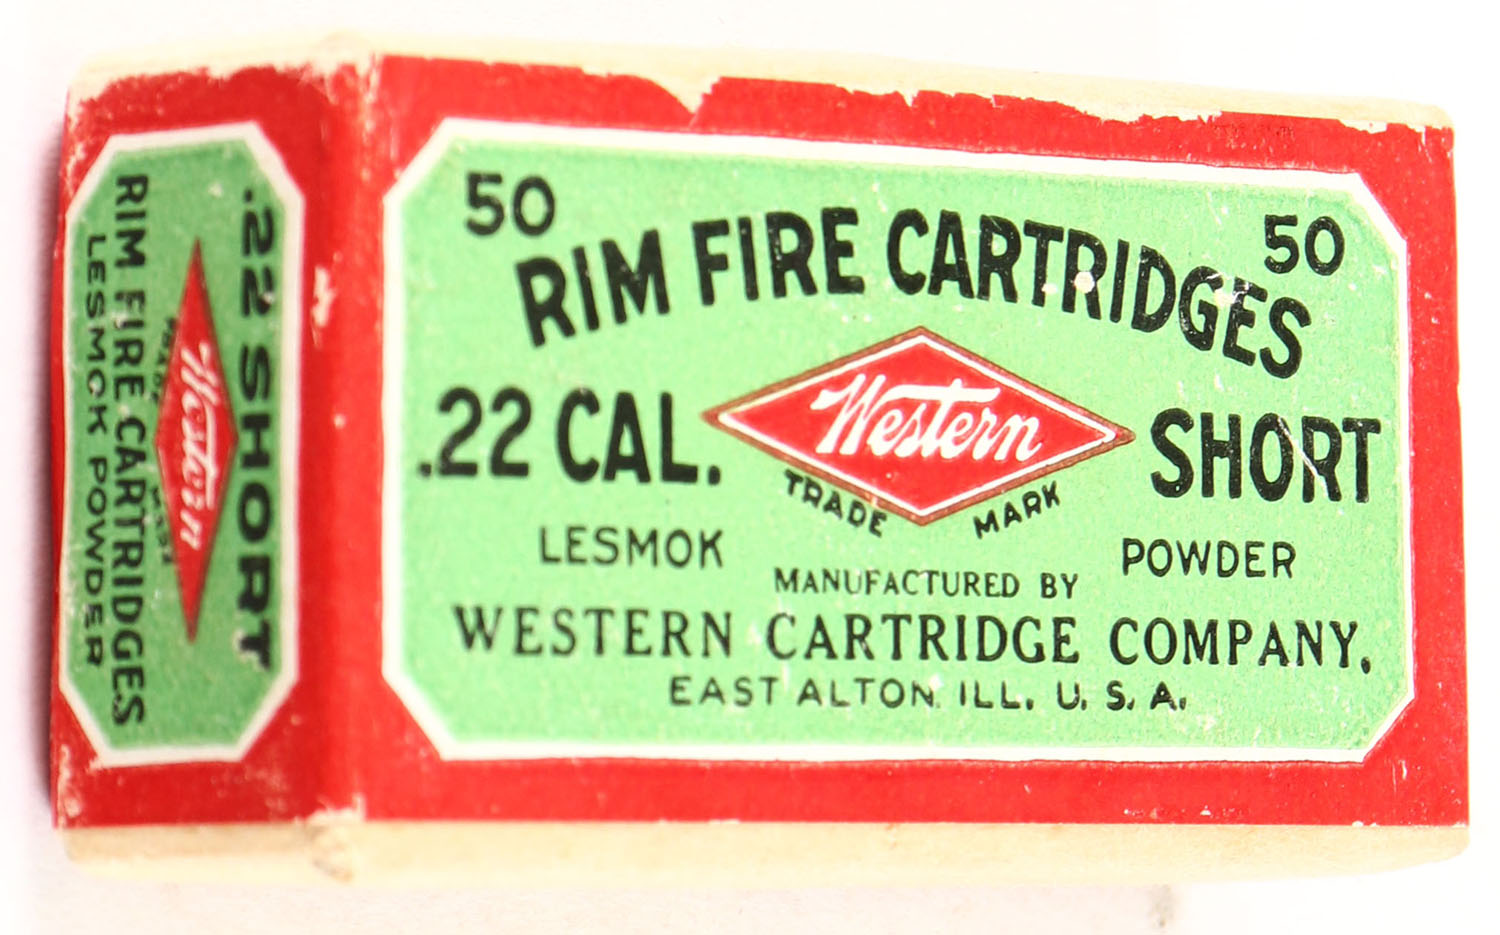 50 50
RIM FIRE CARTRIDGES
.22 CAL. Western SHORT
TRADE MARK
LESMOK POWDER
MANUFACTURED BY
WESTERN CARTRIDGE COMPANY.
EAST ALTON. ILL. U. S. A.
.22 SHORT
Western
RIM FIRE CARTRIDGES
LESMOK POWDER